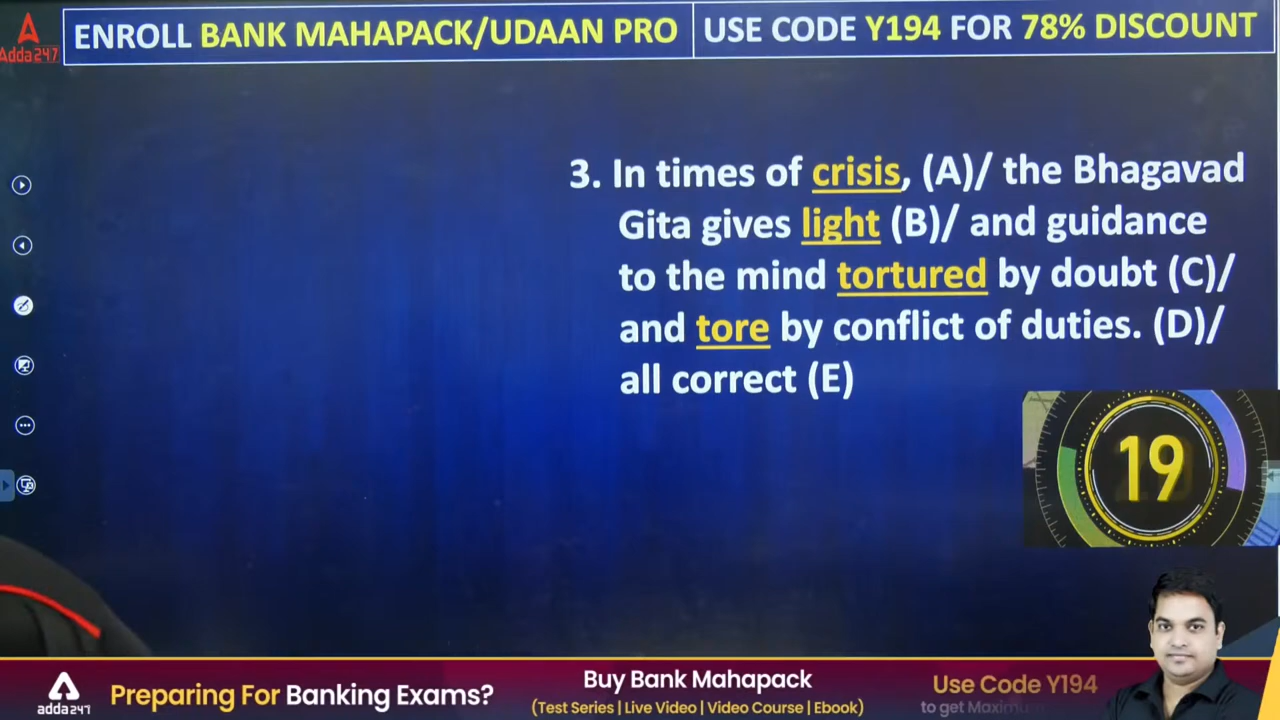 Adda247
ENROLL BANK MAHAPACK/UDAAN PRO
USE CODE Y194 FOR 78% DISCOUNT
3. In times of crisis, (A)/ the Bhagavad
Gita gives light (B)/ and guidance
to the mind tortured by doubt (C)/
and tore by conflict of duties. (D)/
all correct (E)
19
adda247
Preparing For Banking Exams?
Buy Bank Mahapack
(Test Series | Live Video | Video Course | Ebook)
Use Code Y194
to get